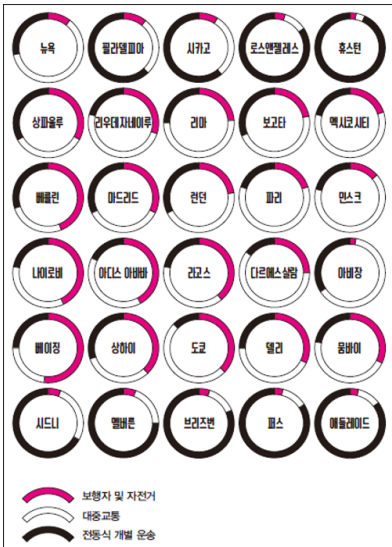 뉴욕 필라델피아 시카고 로스앤젤레스 휴스턴
상파울루 리우데자네이루 리마 보고타 멕시코시티
베를린 마드리드 런던 파리 민스크
나이로비 아디스 아바바 라고스 다르에스살람 아비장
베이징 상하이 도쿄 델리 뭄바이
시드니 멜버른 브리즈번 퍼스 애들레이드
보행자 및 자전거
대중교통
전동식 개별 운송